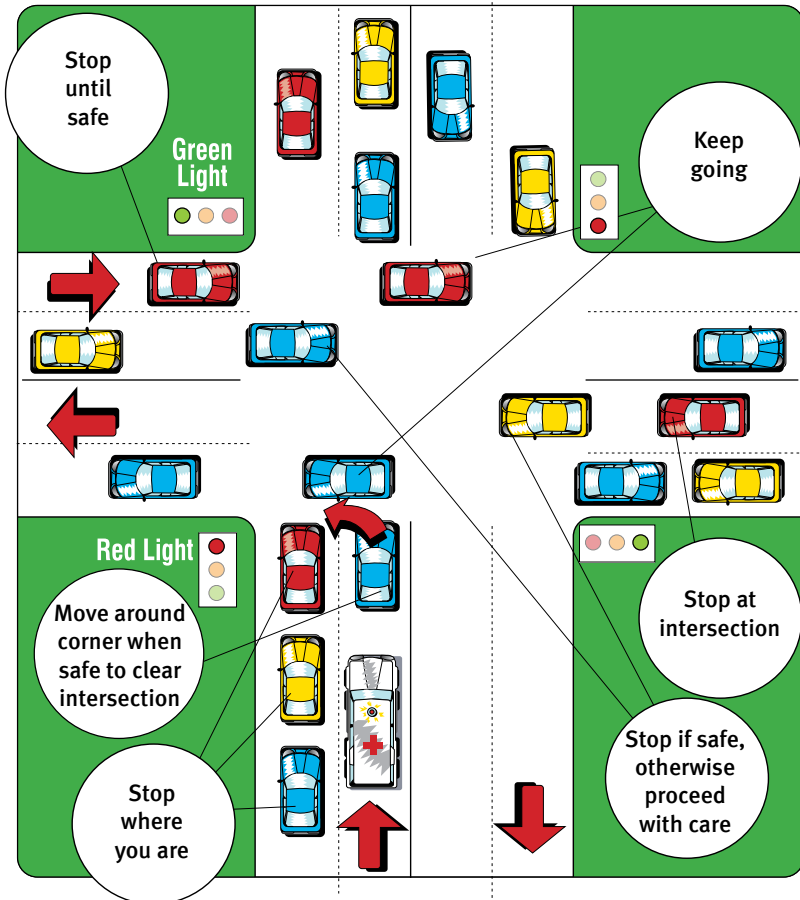 Stop
until
safe
Green
Light
Keep
going
Red Light
Move around
corner when
safe to clear
intersection
Stop at
intersection
Stop if safe,
otherwise
proceed
with care
Stop
where
you are